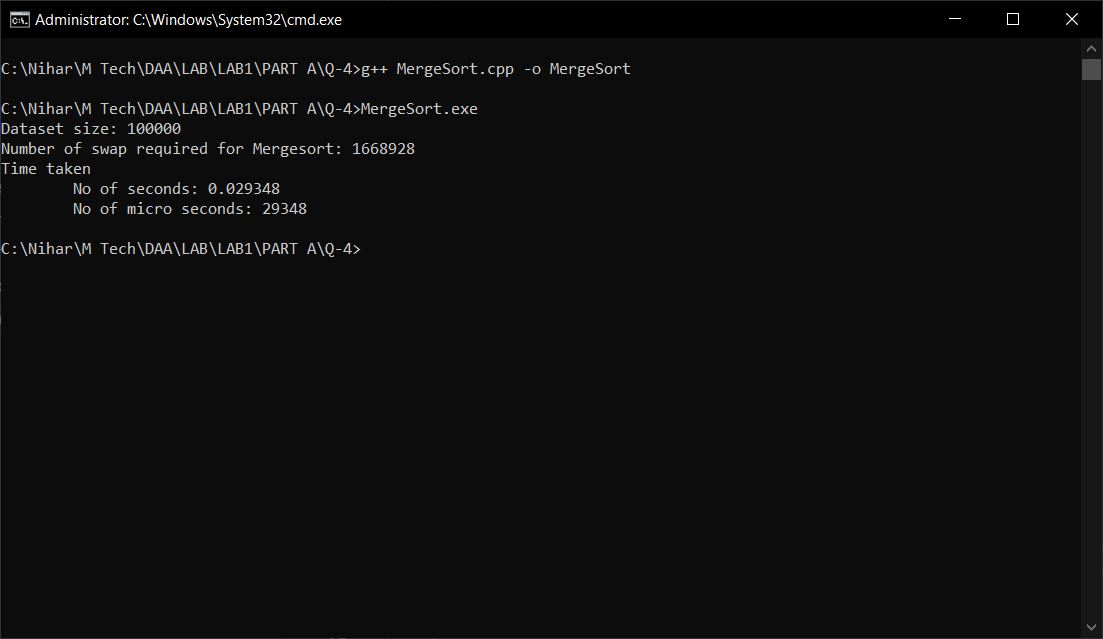 Administrator: C:\Windows\System32\cmd.exe
C:\Nihar\M Tech\DAA\LAB\LAB1\PART A\Q-4>g++ MergeSort.cpp -o MergeSort
C:\Nihar\M Tech\DAA\LAB\LAB1\PART A\Q-4>MergeSort.exe
Dataset size: 100000
Number of swap required for Mergesort: 1668928
Time taken
No of seconds: 0.029348
No of micro seconds: 29348
C:\Nihar\M Tech\DAA\LAB\LAB1\PART A\Q-4>